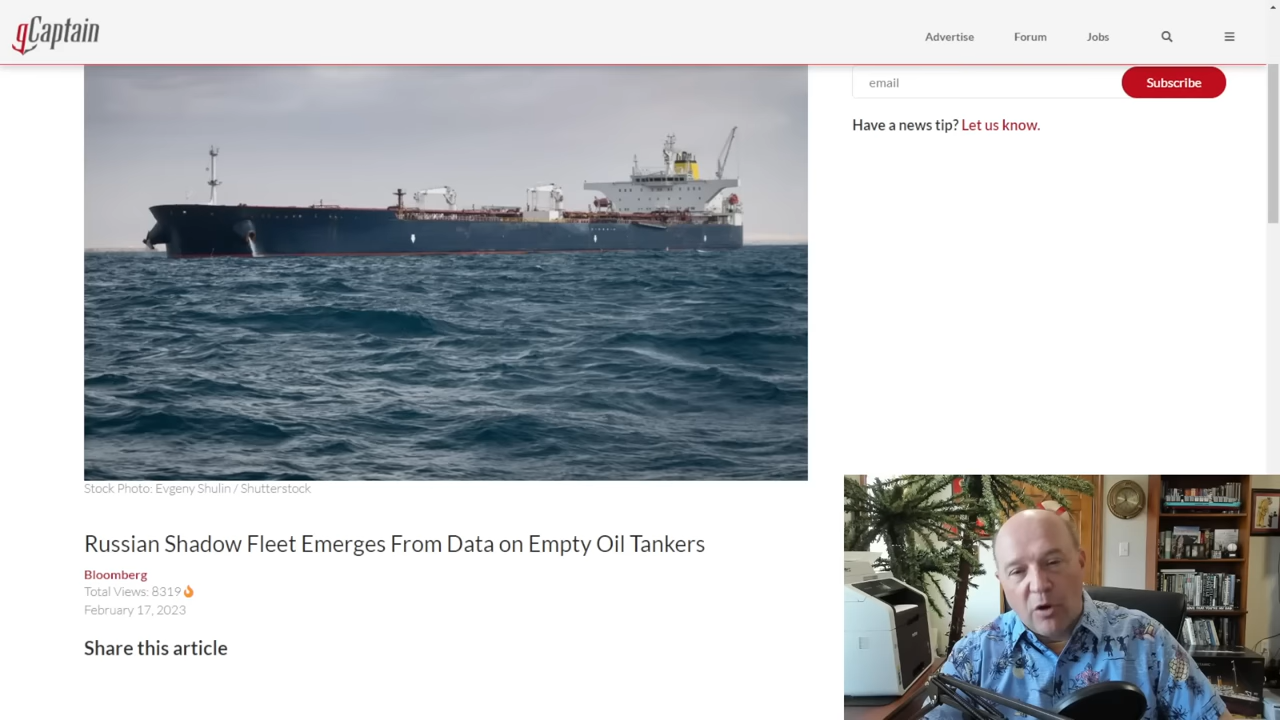 gCaptain
Advertise
Forum
Jobs
email
Subscribe
Have a news tip? Let us know.
Stock Photo: Evgeny Shulin / Shutterstock
Russian Shadow Fleet Emerges From Data on Empty Oil Tankers
Bloomberg
Total Views: 8319
February 17, 2023
Share this article